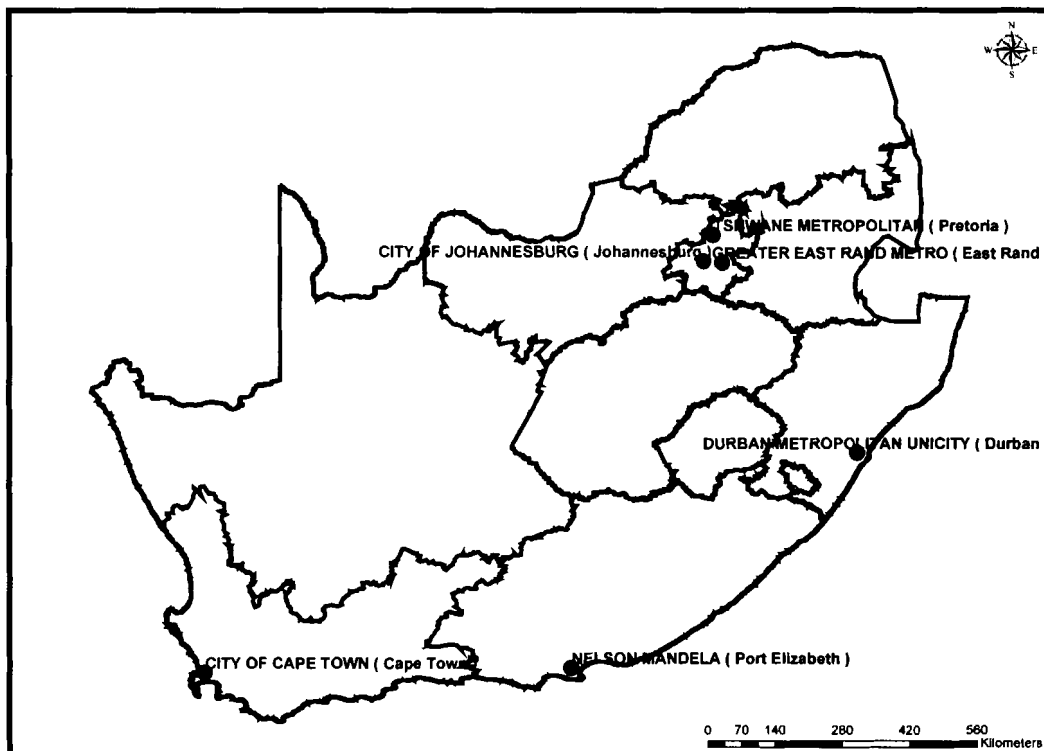 N
W E
S
TSHWANE METROPOLITAN ( Pretoria )
CITY OF JOHANNESBURG ( Johannesburg )
GREATER EAST RAND METRO ( East Rand
DURBAN METROPOLITAN UNICITY ( Durban
CITY OF CAPE TOWN ( Cape Town
NELSON MANDELA ( Port Elizabeth )
0 70 140 280 420 560
Kilometers